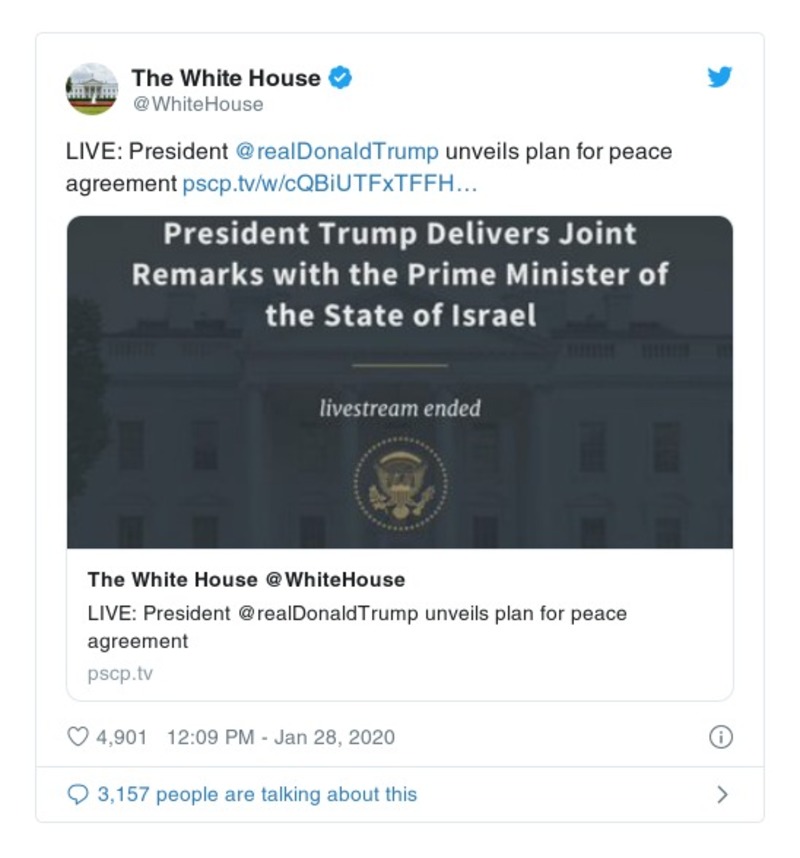 The White House
@WhiteHouse
LIVE: President @realDonaldTrump unveils plan for peace
agreement pscp.tv/w/cQBiUTFxTFFH…
President Trump Delivers Joint
Remarks with the Prime Minister of
the State of Israel
livestream ended
The White House @WhiteHouse
LIVE: President @realDonaldTrump unveils plan for peace
agreement
pscp.tv
4,901 12:09 PM - Jan 28, 2020
3,157 people are talking about this